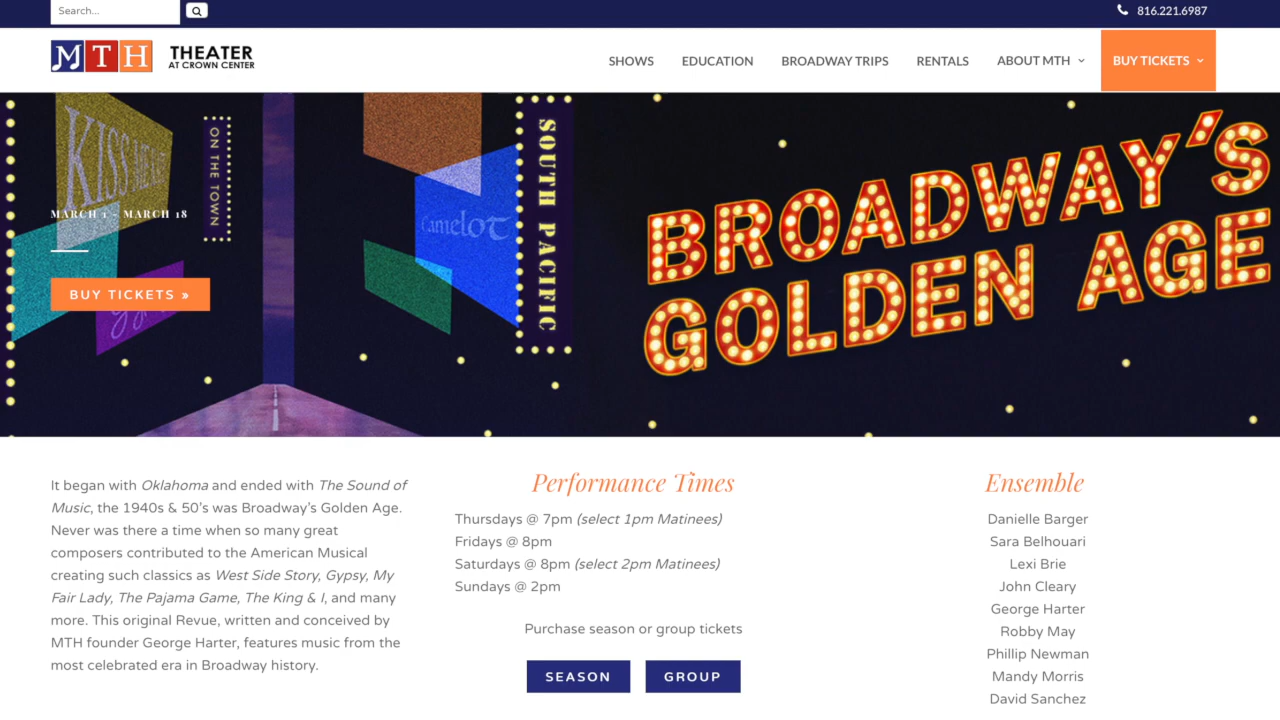 Search...
816.221.6987
MTH THEATER
AT CROWN CENTER
SHOWS EDUCATION BROADWAY TRIPS RENTALS ABOUT MTH BUY TICKETS
KISS ME KATE
ON THE TOWN
Camelot
SOUTH PACIFIC
BROADWAY'S
GOLDEN AGE
MARCH 1 - MARCH 18
BUY TICKETS »
It began with Oklahoma and ended with The Sound of
Music, the 1940s & 50's was Broadway's Golden Age.
Never was there a time when so many great
composers contributed to the American Musical
creating such classics as West Side Story, Gypsy, My
Fair Lady, The Pajama Game, The King & I, and many
more. This original Revue, written and conceived by
MTH founder George Harter, features music from the
most celebrated era in Broadway history.
Performance Times
Thursdays @ 7pm (select 1pm Matinees)
Fridays @ 8pm
Saturdays @ 8pm (select 2pm Matinees)
Sundays @ 2pm
Purchase season or group tickets
SEASON GROUP
Ensemble
Danielle Barger
Sara Belhouari
Lexi Brie
John Cleary
George Harter
Robby May
Phillip Newman
Mandy Morris
David Sanchez